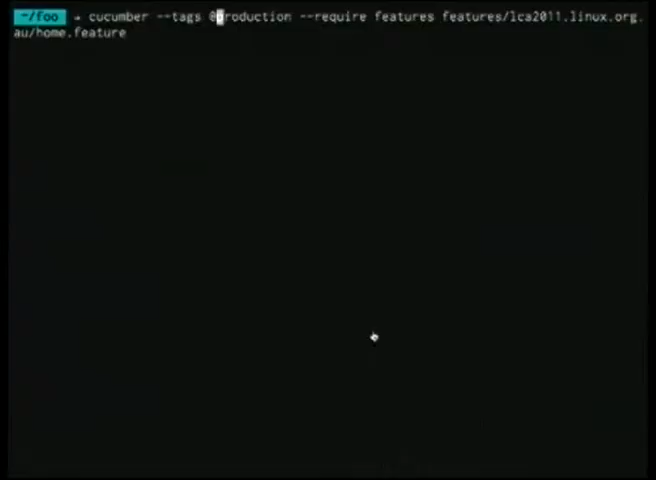 ~/foo → cucumber --tags @production --require features features/lca2011.linux.org.
au/home.feature